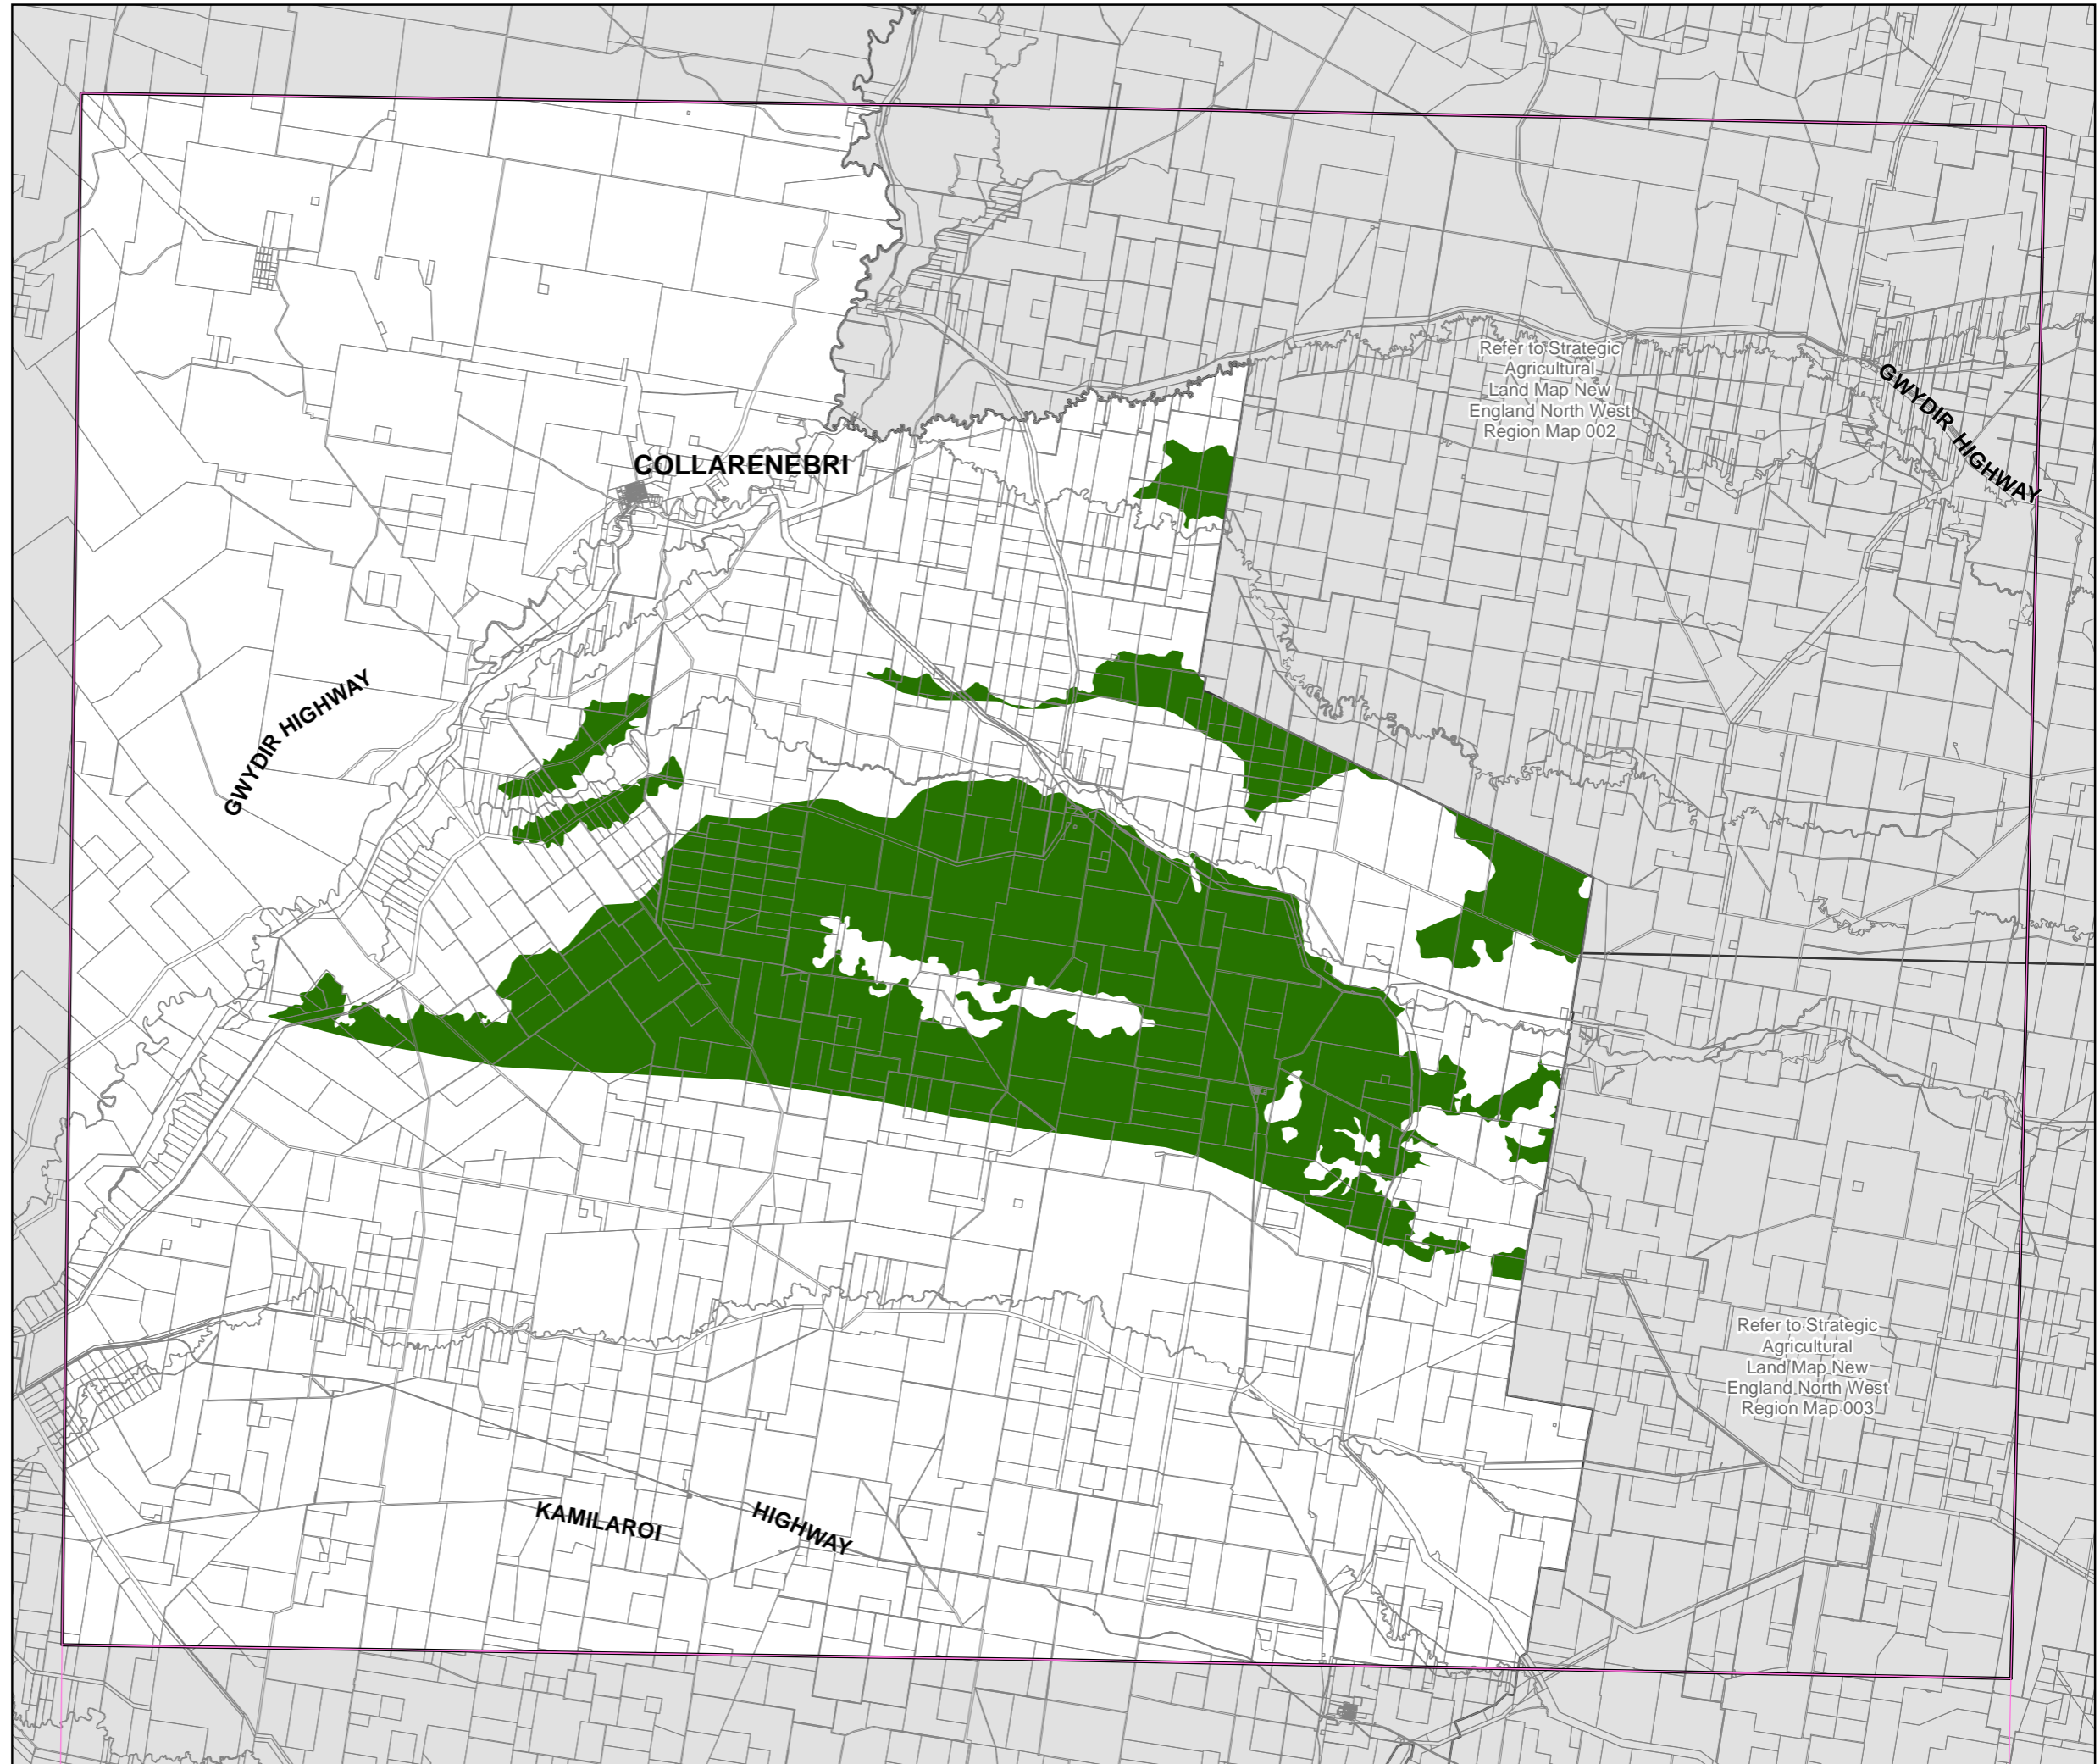 Refer to Strategic
Agricultural
Land Map New
England North West
Region Map 002
GWYDIR HIGHWAY
COLLARENEBRI
GWYDIR HIGHWAY
Refer to Strategic
Agricultural
Land Map New
England North West
Region Map 003
KAMILAROI HIGHWAY